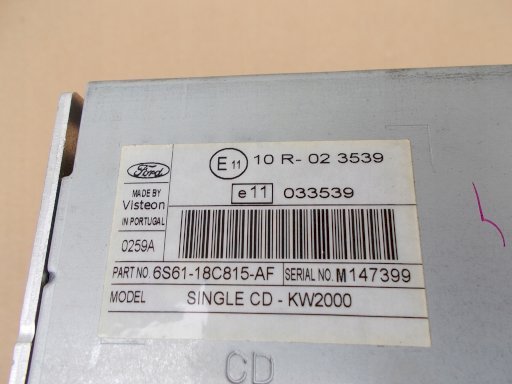 Ford
E 11 10 R- 02 3539
MADE BY
Visteon
IN PORTUGAL
e11 033539
0259A
PART NO. 6S61-18C815-AF SERIAL NO. M147399
MODEL SINGLE CD - KW2000
CD